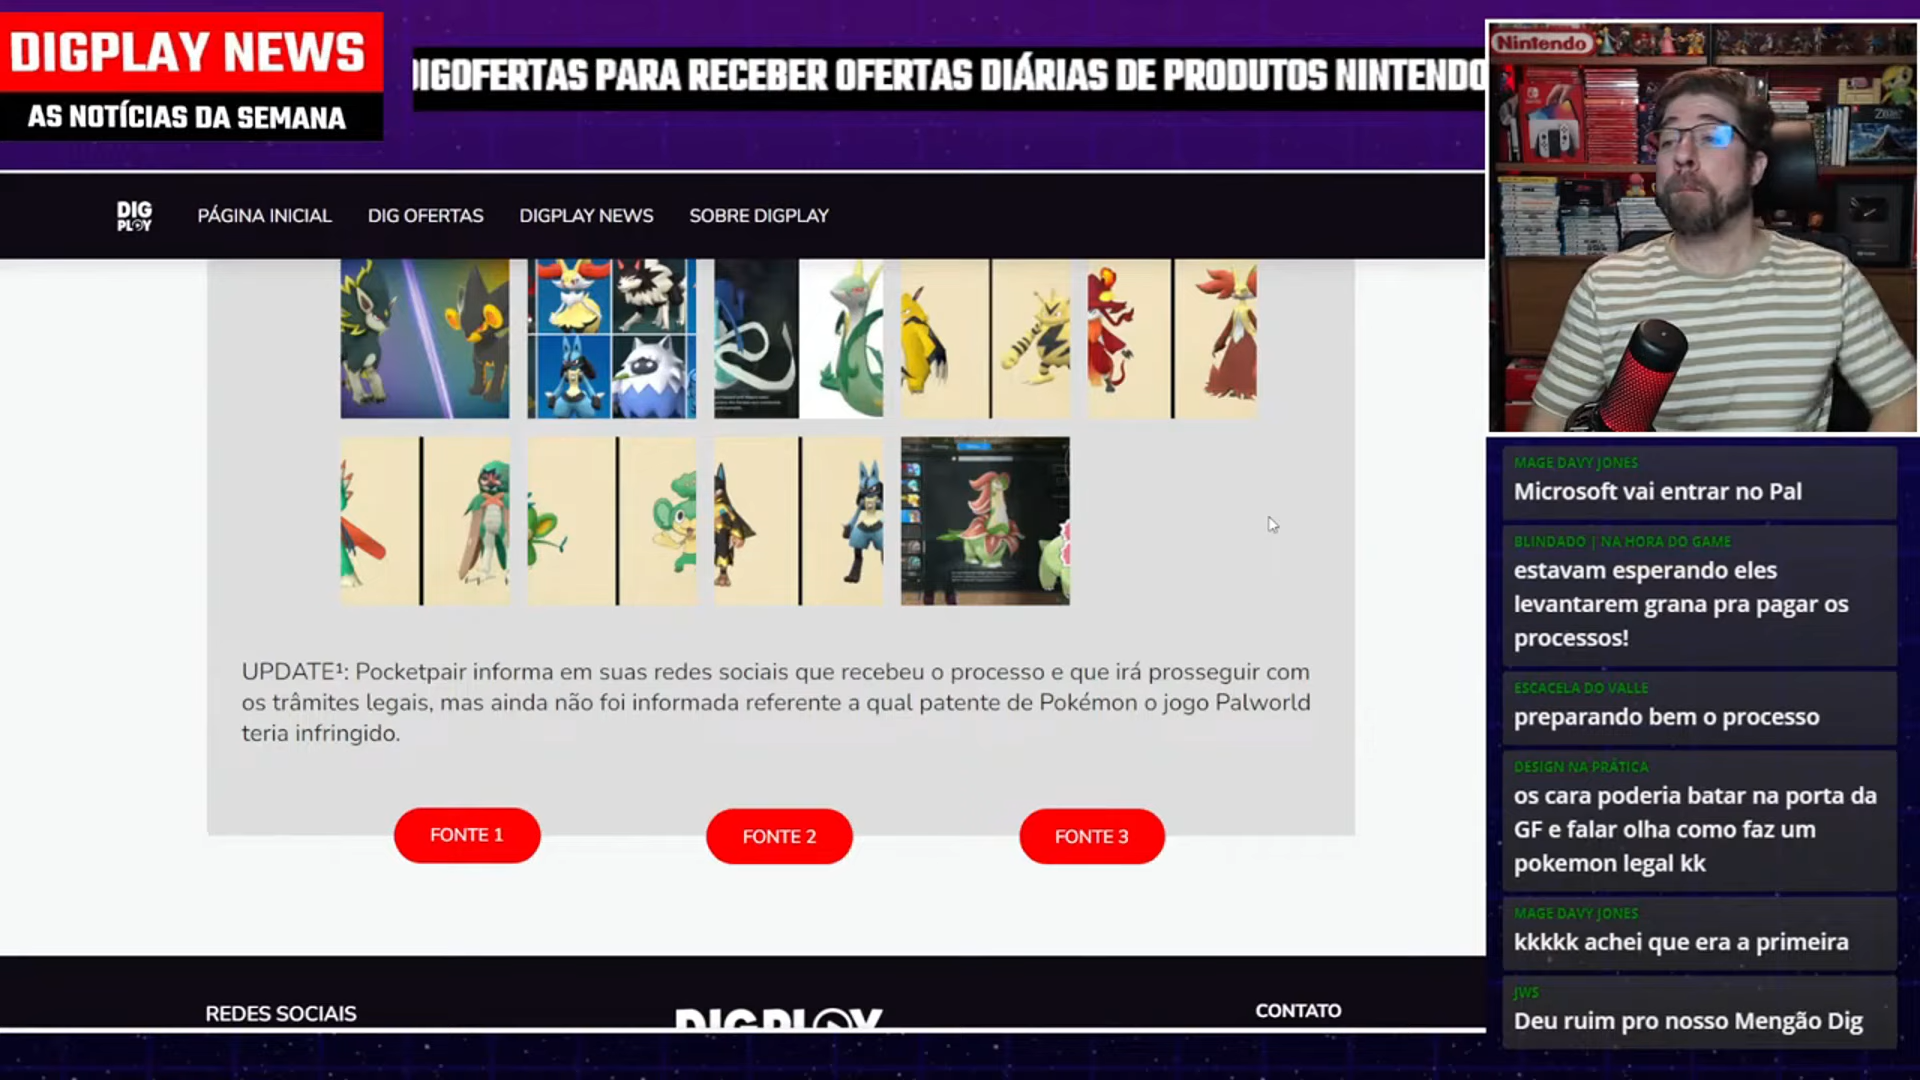 DIGPLAY NEWS
AS NOTÍCIAS DA SEMANA
DIGOFERTAS PARA RECEBER OFERTAS DIÁRIAS DE PRODUTOS NINTENDO
Nintendo
DIG
PLAY
PÁGINA INICIAL
DIG OFERTAS
DIGPLAY NEWS
SOBRE DIGPLAY
UPDATE¹: Pocketpair informa em suas redes sociais que recebeu o processo e que irá prosseguir com
os trâmites legais, mas ainda não foi informada referente a qual patente de Pokémon o jogo Palworld
teria infringido.
FONTE 1
FONTE 2
FONTE 3
REDES SOCIAIS
DIGPLAY
CONTATO
MAGE DAVY JONES
Microsoft vai entrar no Pal
BLINDADO | NA HORA DO GAME
estavam esperando eles
levantarem grana pra pagar os
processos!
ESCACELA DO VALLE
preparando bem o processo
DESIGN NA PRÁTICA
os cara poderia batar na porta da
GF e falar olha como faz um
pokemon legal kk
MAGE DAVY JONES
kkkkk achei que era a primeira
JWS
Deu ruim pro nosso Mengão Dig